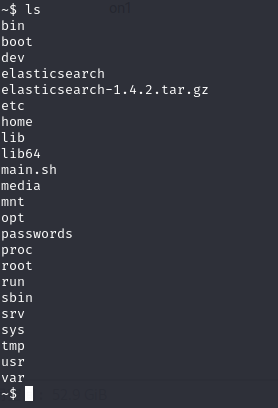 ~$ ls
bin
boot
dev
elasticsearch
elasticsearch-1.4.2.tar.gz
etc
home
lib
lib64
main.sh
media
mnt
opt
passwords
proc
root
run
sbin
srv
sys
tmp
usr
var
~$